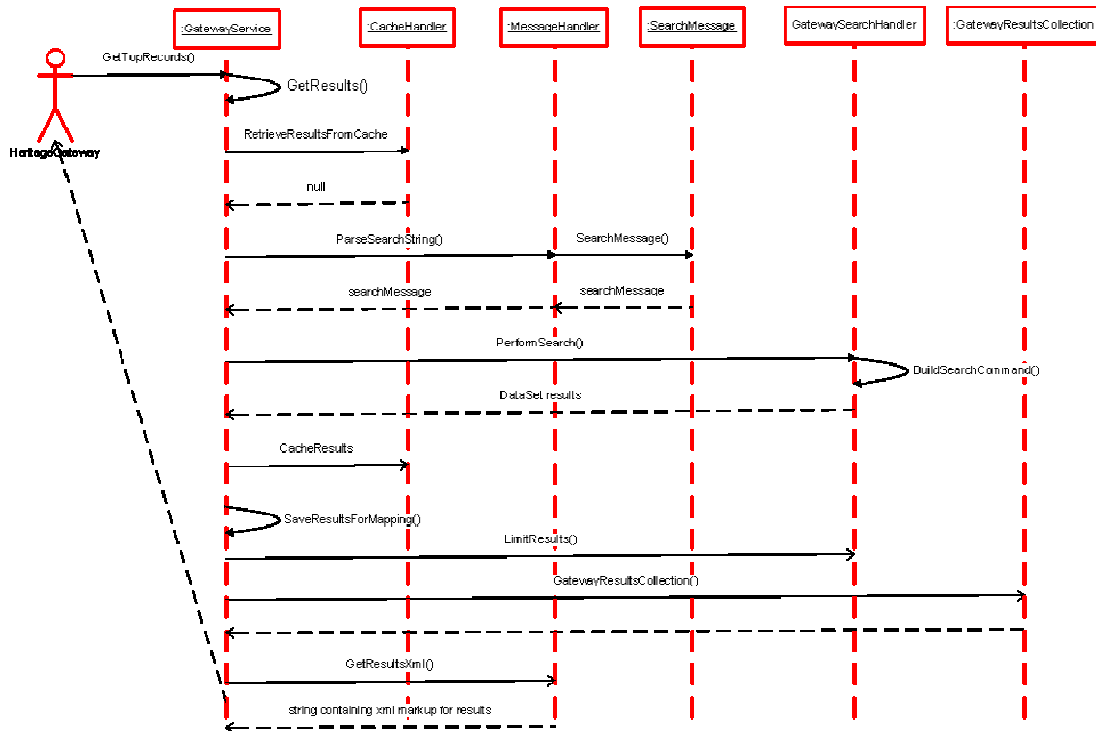 :GatewayService
:CacheHandler
:MessageHandler
:SearchMessage
GatewaySearchHandler
:GatewayResultsCollection
GetTopRecords()
GetResults()
HeritageGateway
RetrieveResultsFromCache
null
ParseSearchString()
SearchMessage()
searchMessage
searchMessage
PerformSearch()
BuildSearchCommand()
DataSet results
CacheResults
SaveResultsForMapping()
LimitResults()
GatewayResultsCollection()
GetResultsXml()
string containing xml markup for results